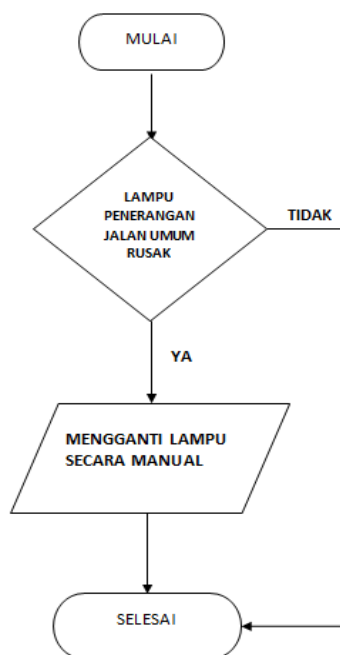 MULAI
LAMPU
PENERANGAN
JALAN UMUM
RUSAK
TIDAK
YA
MENGGANTI LAMPU
SECARA MANUAL
SELESAI